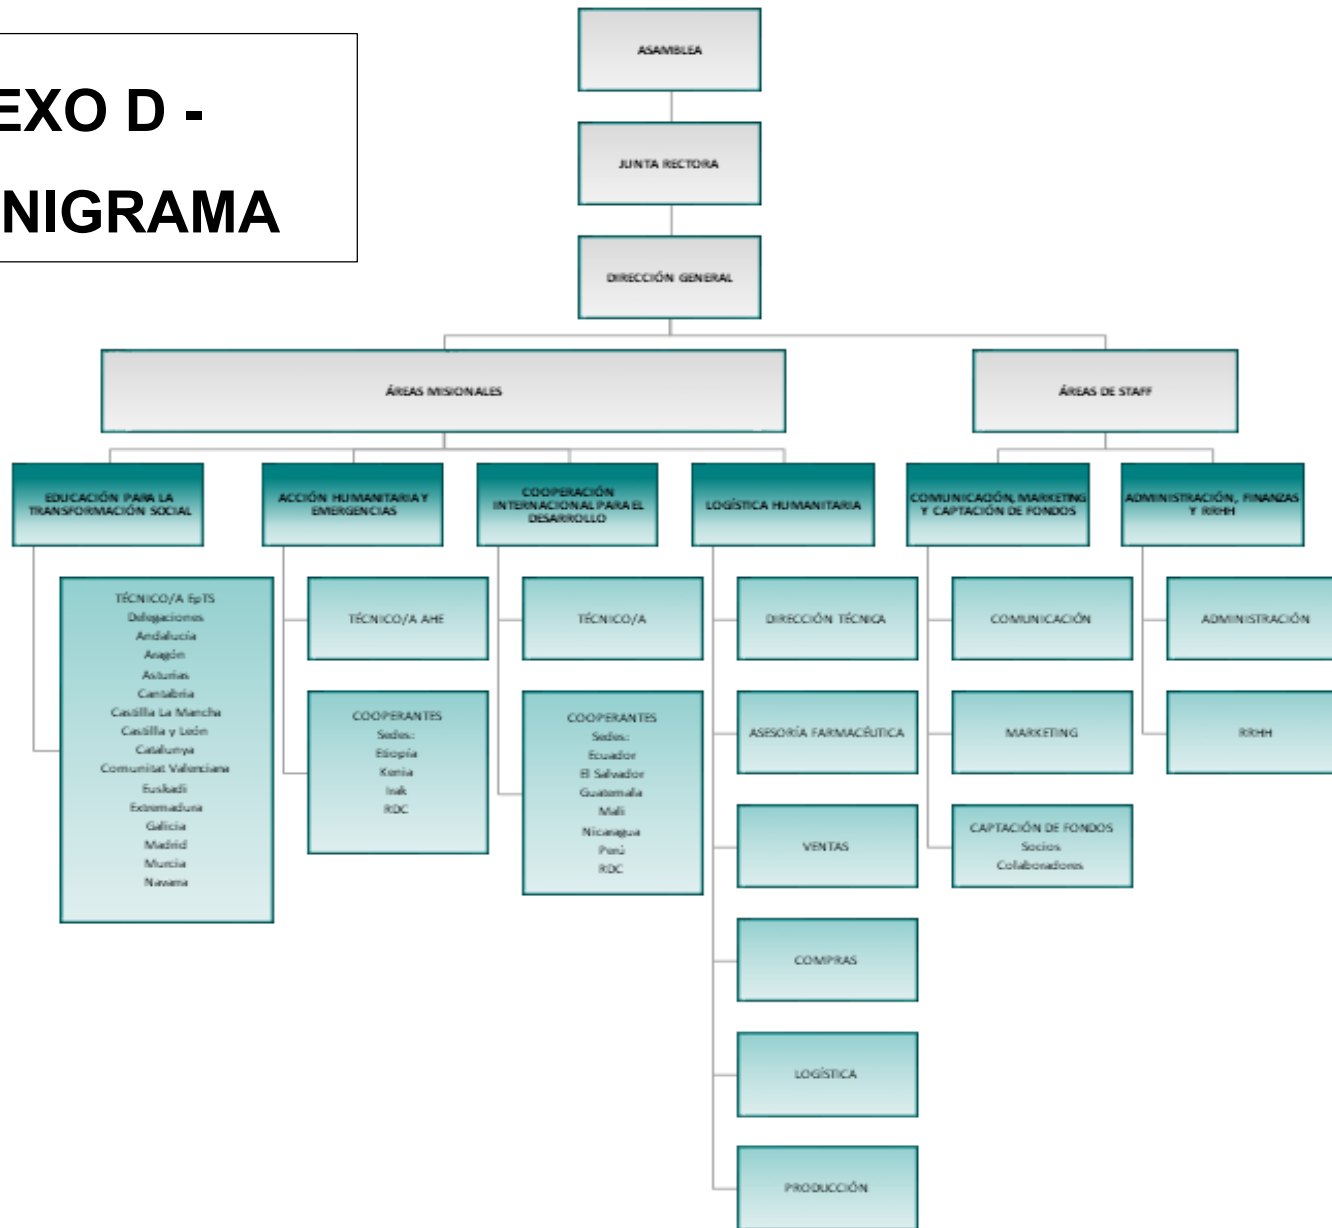 EXO D -
NIGRAMA
ASAMBLEA
JUNTA RECTORA
DIRECCIÓN GENERAL
ÁREAS MISIONALES
ÁREAS DE STAFF
EDUCACIÓN PARA LA
TRANSFORMACIÓN SOCIAL
ACCIÓN HUMANITARIA Y
EMERGENCIAS
COOPERACIÓN
INTERNACIONAL PARA EL
DESARROLLO
LOGÍSTICA HUMANITARIA
COMUNICACIÓN, MARKETING
Y CAPTACIÓN DE FONDOS
ADMINISTRACIÓN, FINANZAS
Y RRHH
TÉCNICO/A EpTS
Delegaciones
Andalucía
Aragón
Asturias
Cantabria
Castilla La Mancha
Castilla y León
Catalunya
Comunitat Valenciana
Euskadi
Extremadura
Galicia
Madrid
Murcia
Navarra
TÉCNICO/A AHE
COOPERANTES
Sedes:
Etiopía
Kenia
Irak
RDC
TÉCNICO/A
COOPERANTES
Sedes:
Ecuador
El Salvador
Guatemala
Mali
Nicaragua
Perú
RDC
DIRECCIÓN TÉCNICA
ASESORÍA FARMACÉUTICA
VENTAS
COMPRAS
LOGÍSTICA
PRODUCCIÓN
COMUNICACIÓN
MARKETING
CAPTACIÓN DE FONDOS
Socios
Colaboradores
ADMINISTRACIÓN
RRHH